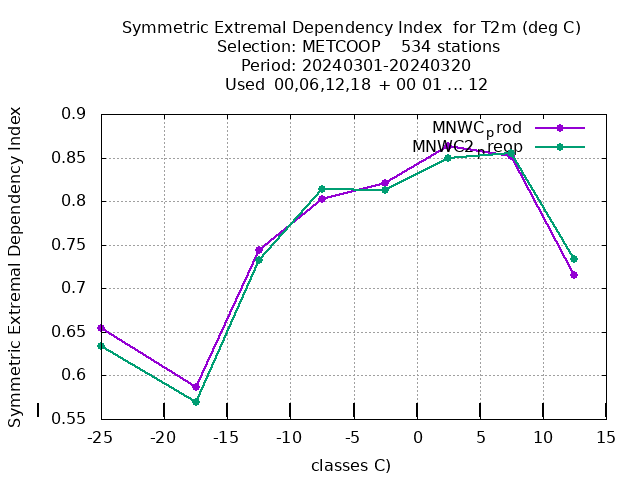 Symmetric Extremal Dependency Index for T2m (deg C)
Selection: METCOOP 534 stations
Period: 20240301-20240320
Used 00,06,12,18 + 00 01 ... 12
Symmetric Extremal Dependency Index
0.9
0.85
0.8
0.75
0.7
0.65
0.6
0.55
MNWCprod
MNWC2preop
-25 -20 -15 -10 -5 0 5 10 15
classes C)